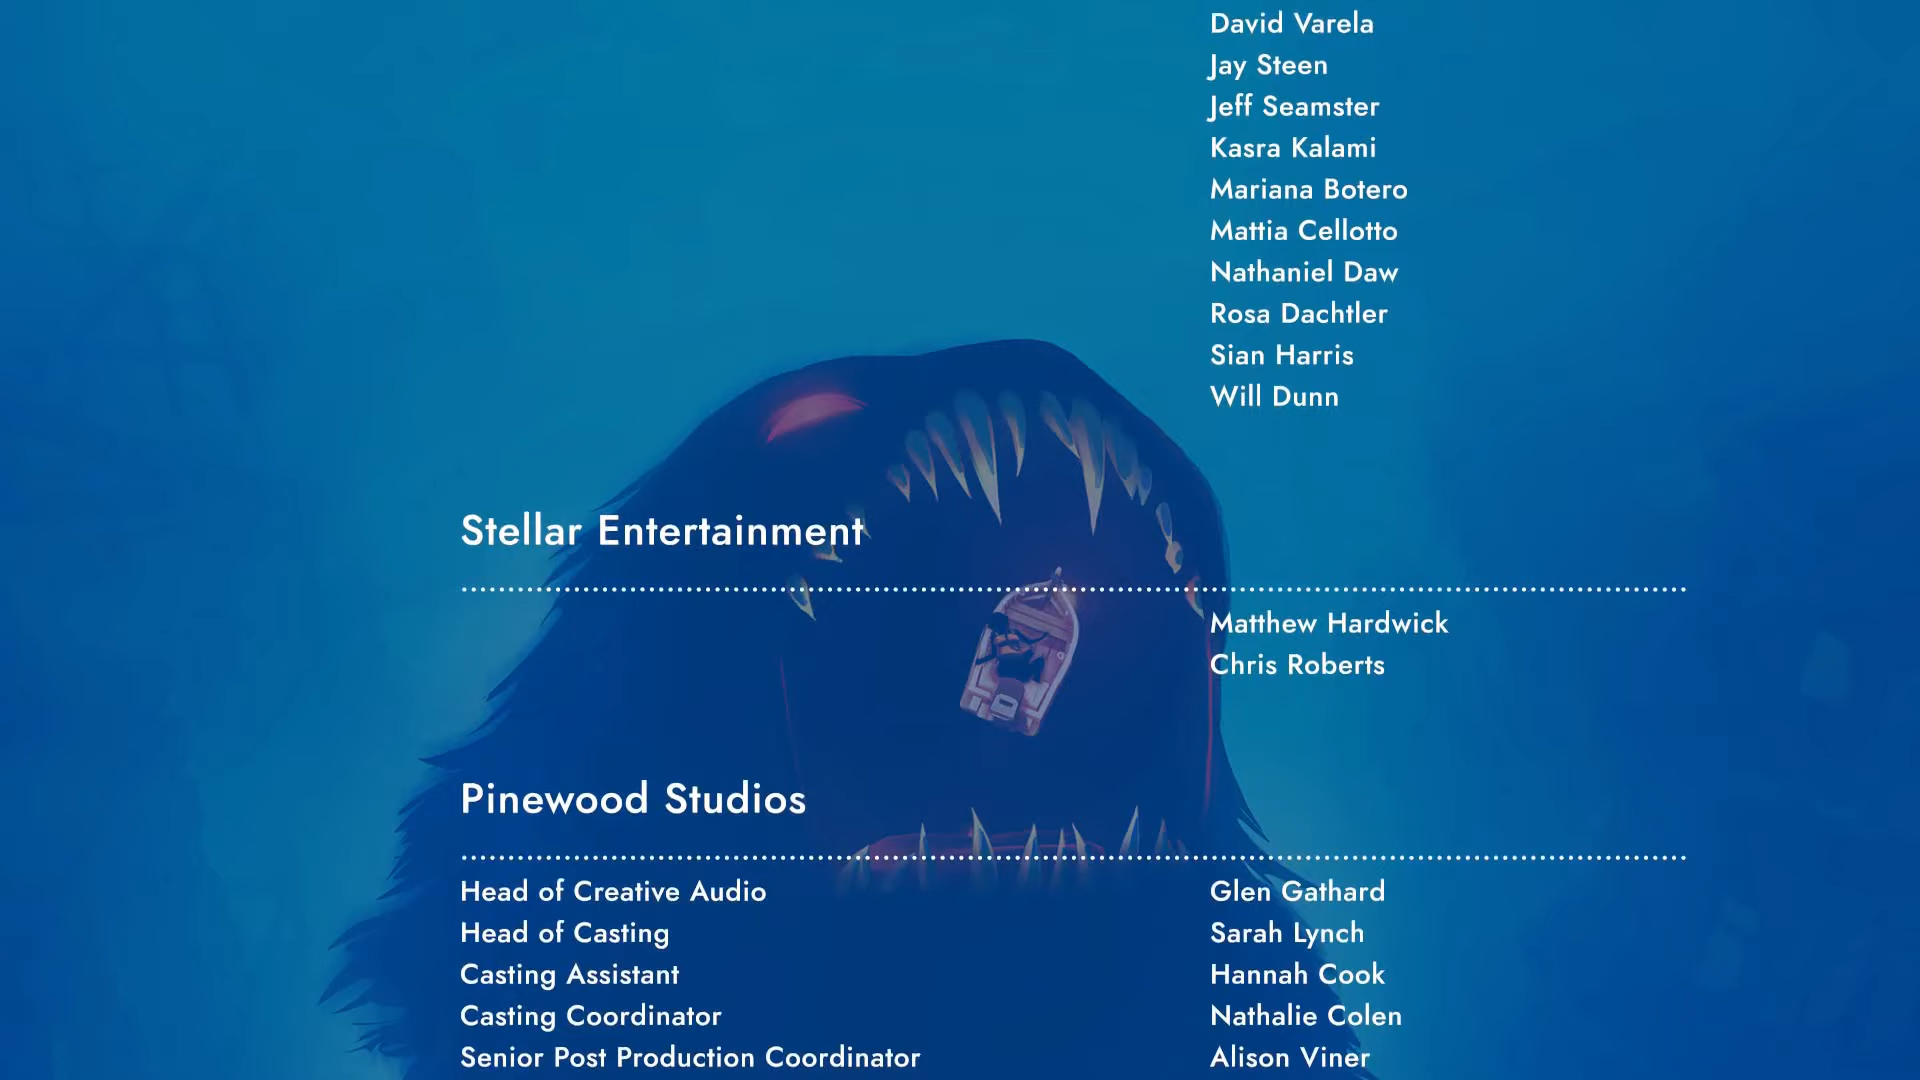 David Varela
Jay Steen
Jeff Seamster
Kasra Kalami
Mariana Botero
Mattia Cellotto
Nathaniel Daw
Rosa Dachtler
Sian Harris
Will Dunn
Stellar Entertainment
Matthew Hardwick
Chris Roberts
Pinewood Studios
Head of Creative Audio Glen Gathard
Head of Casting Sarah Lynch
Casting Assistant Hannah Cook
Casting Coordinator Nathalie Colen
Senior Post Production Coordinator Alison Viner